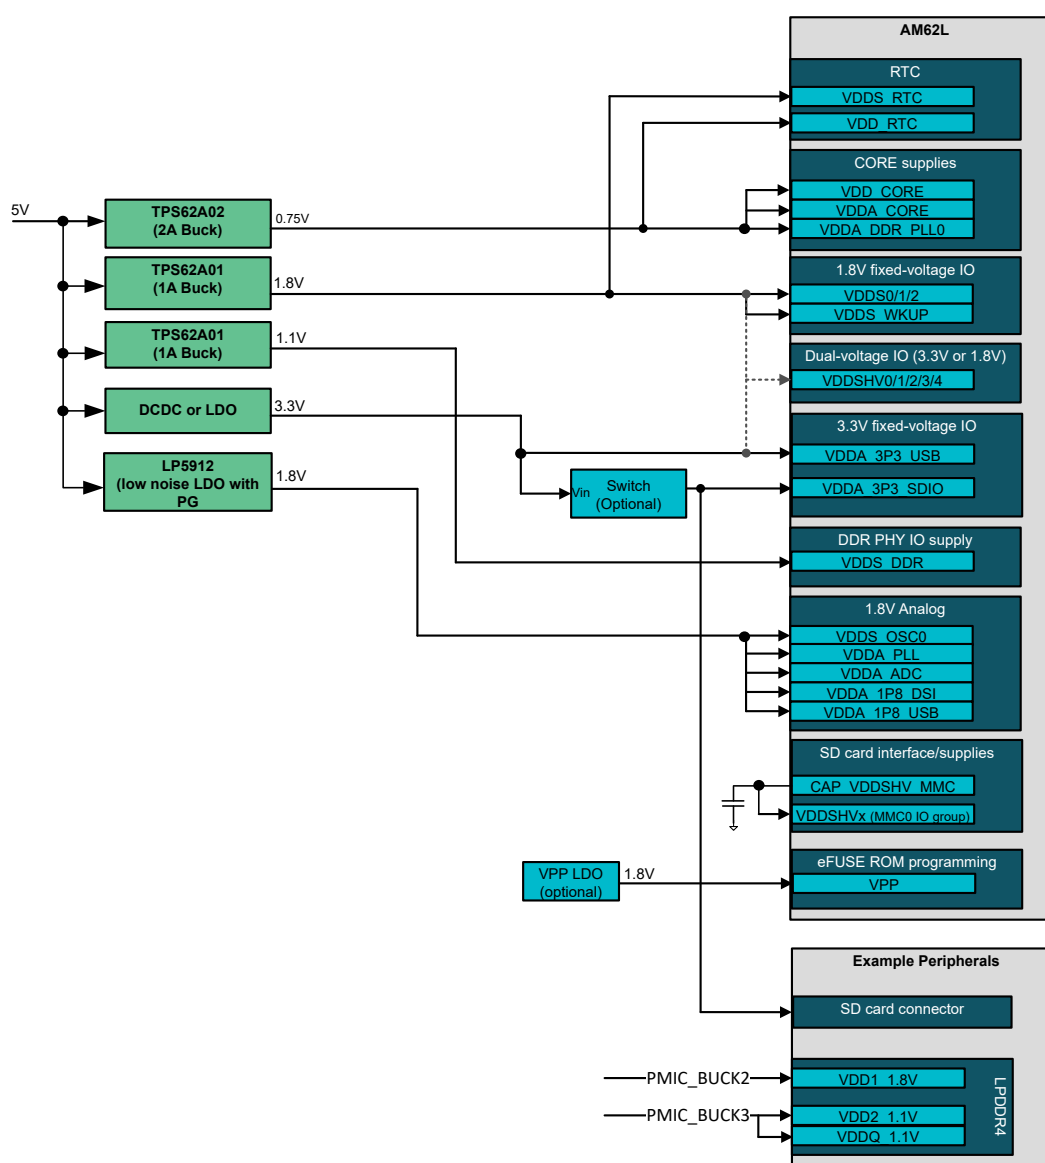 AM62L
RTC
VDDS_RTC
VDD_RTC
CORE supplies
VDD_CORE
VDDA_CORE
VDDA_DDR_PLL0
5V
TPS62A02
(2A Buck)
0.75V
TPS62A01
(1A Buck)
1.8V
1.8V fixed-voltage IO
VDDS0/1/2
VDDS_WKUP
TPS62A01
(1A Buck)
1.1V
Dual-voltage IO (3.3V or 1.8V)
VDDSHV0/1/2/3/4
DCDC or LDO
3.3V
3.3V fixed-voltage IO
VDDA_3P3_USB
VDDA_3P3_SDIO
LP5912
(low noise LDO with
PG
1.8V
Vin
Switch
(Optional)
DDR PHY IO supply
VDDS_DDR
1.8V Analog
VDDS_OSC0
VDDA_PLL
VDDA_ADC
VDDA_1P8_DSI
VDDA_1P8_USB
SD card interface/supplies
CAP_VDDSHV_MMC
VDDSHVx (MMC0 IO group)
eFUSE ROM programming
VPP
VPP LDO
(optional)
1.8V
Example Peripherals
SD card connector
PMIC_BUCK2
VDD1_1.8V
PMIC_BUCK3
VDD2_1.1V
VDDQ_1.1V
LPDDR4